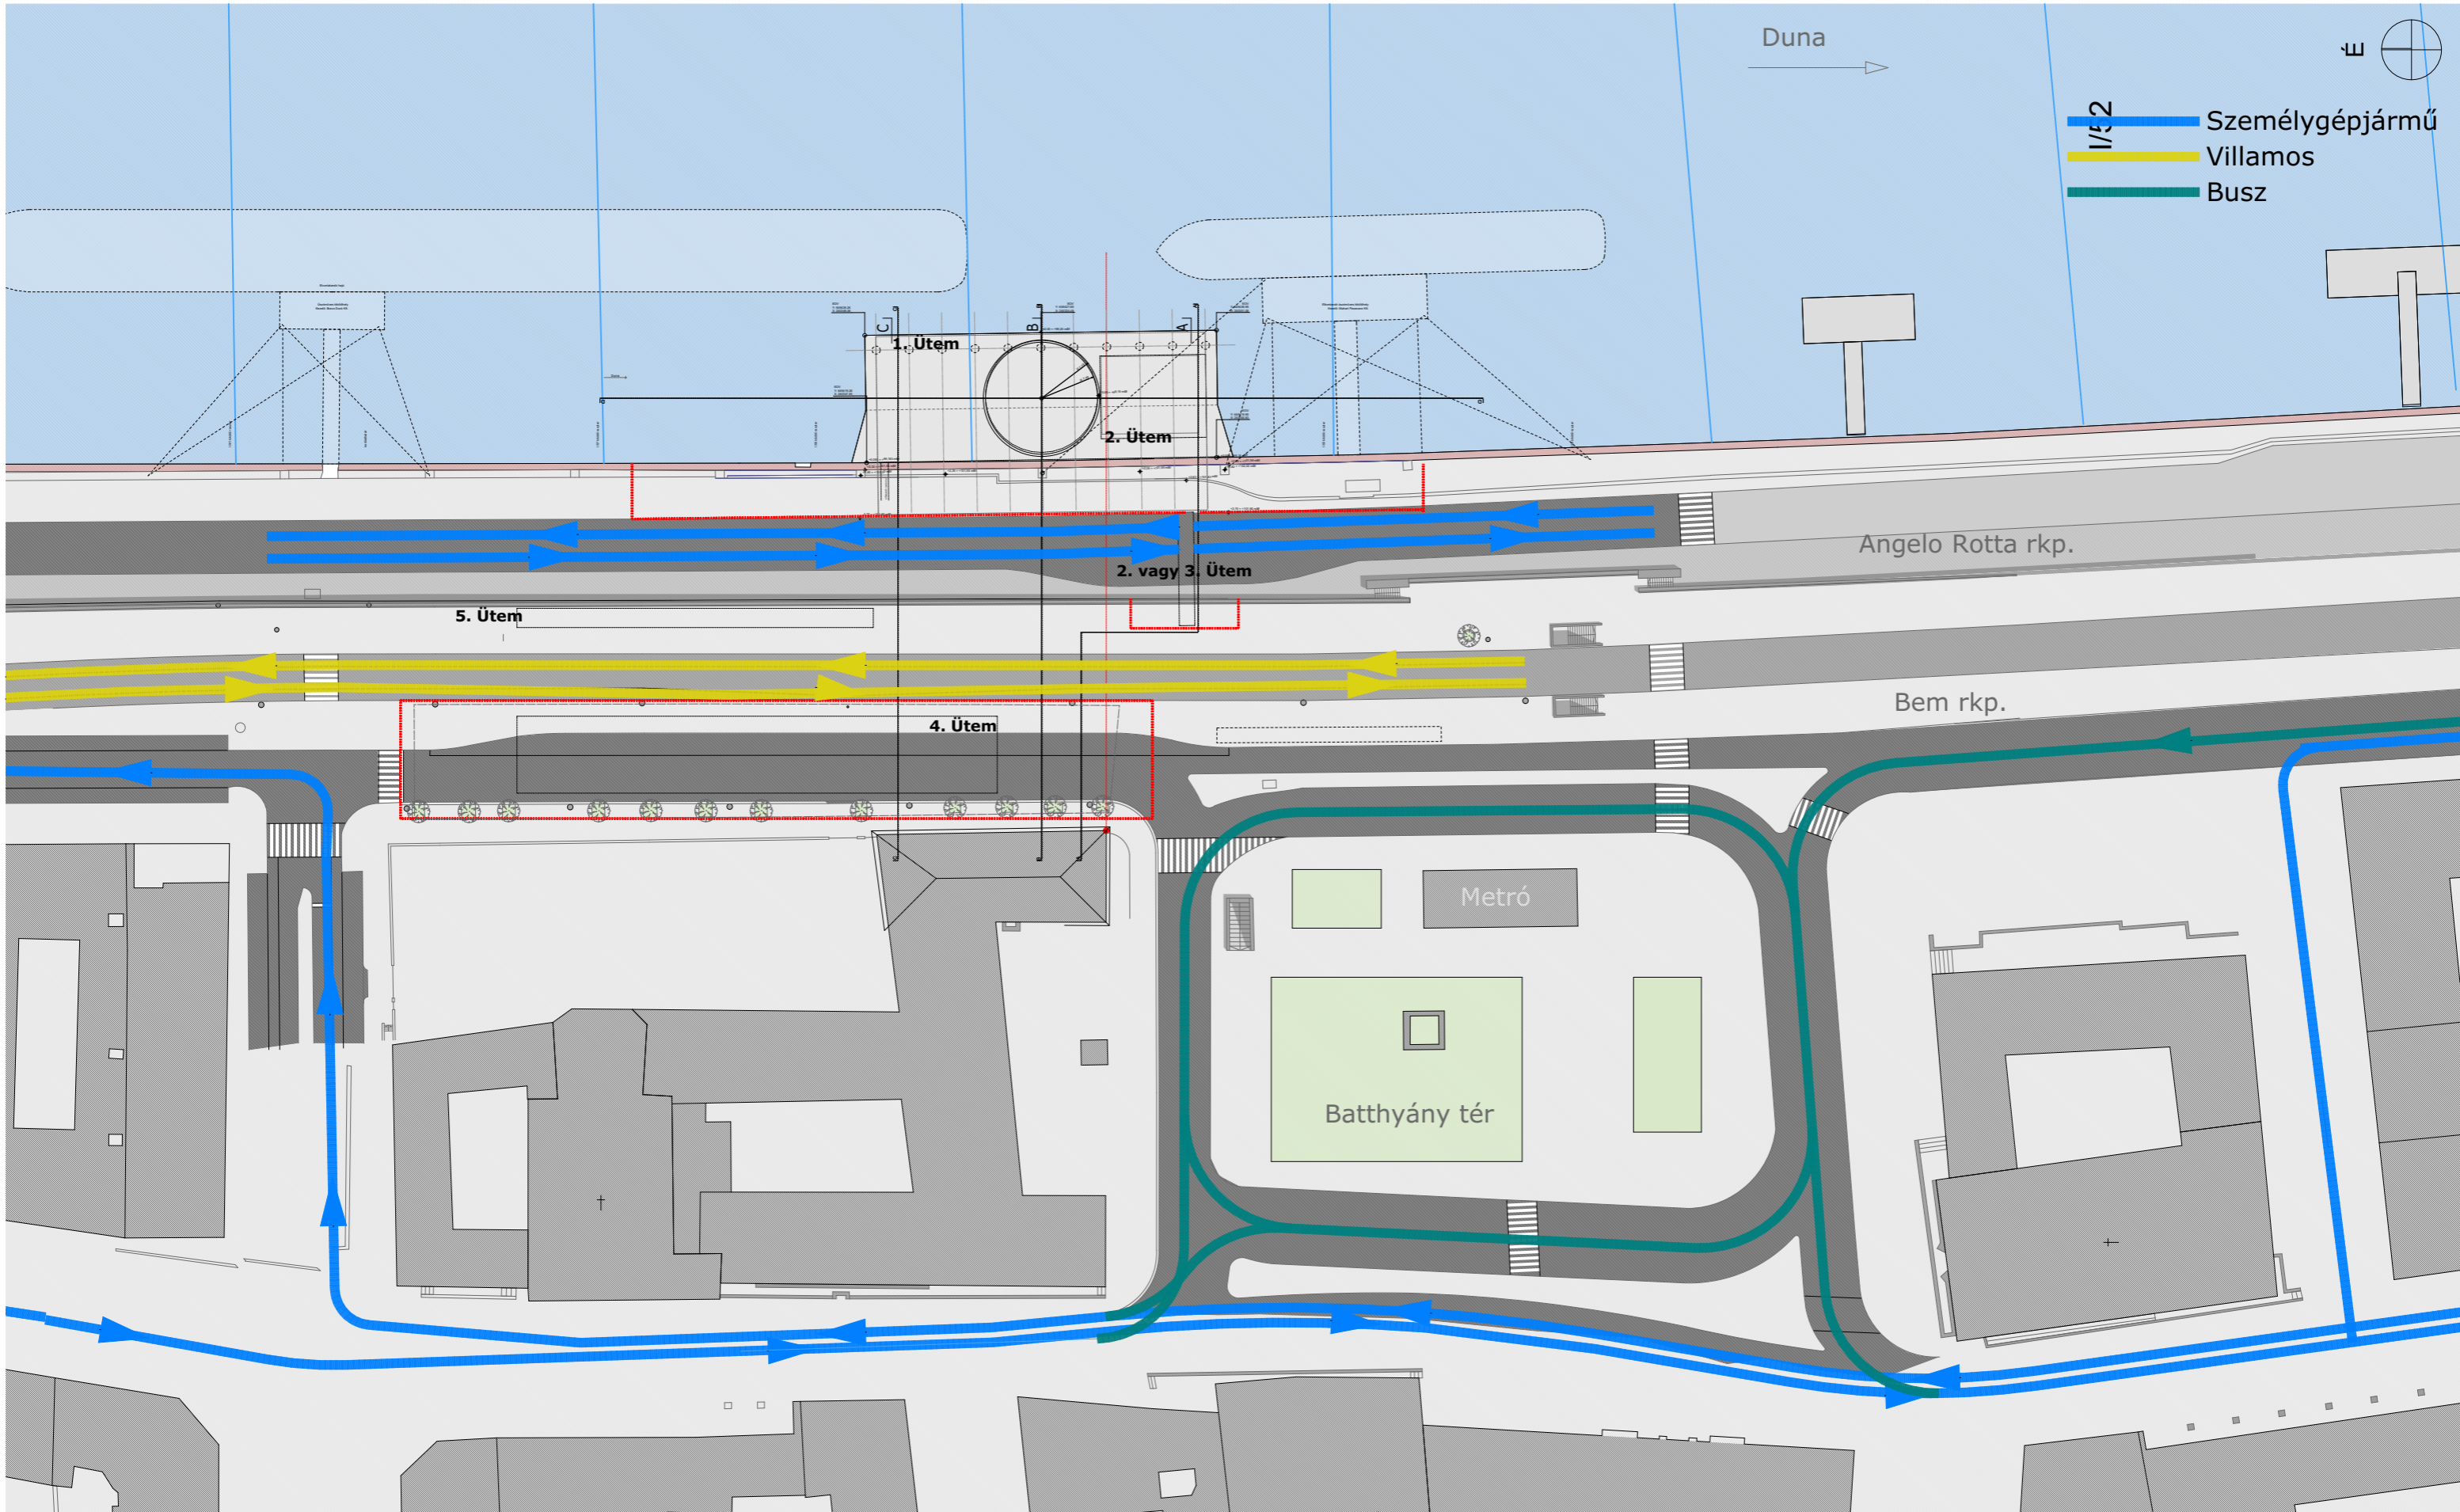 Duna
É
I/52
Személygépjármű
Villamos
Busz
C
B
A
1. Ütem
2. Ütem
Angelo Rotta rkp.
2. vagy 3. Ütem
5. Ütem
Bem rkp.
4. Ütem
Metró
Batthyány tér